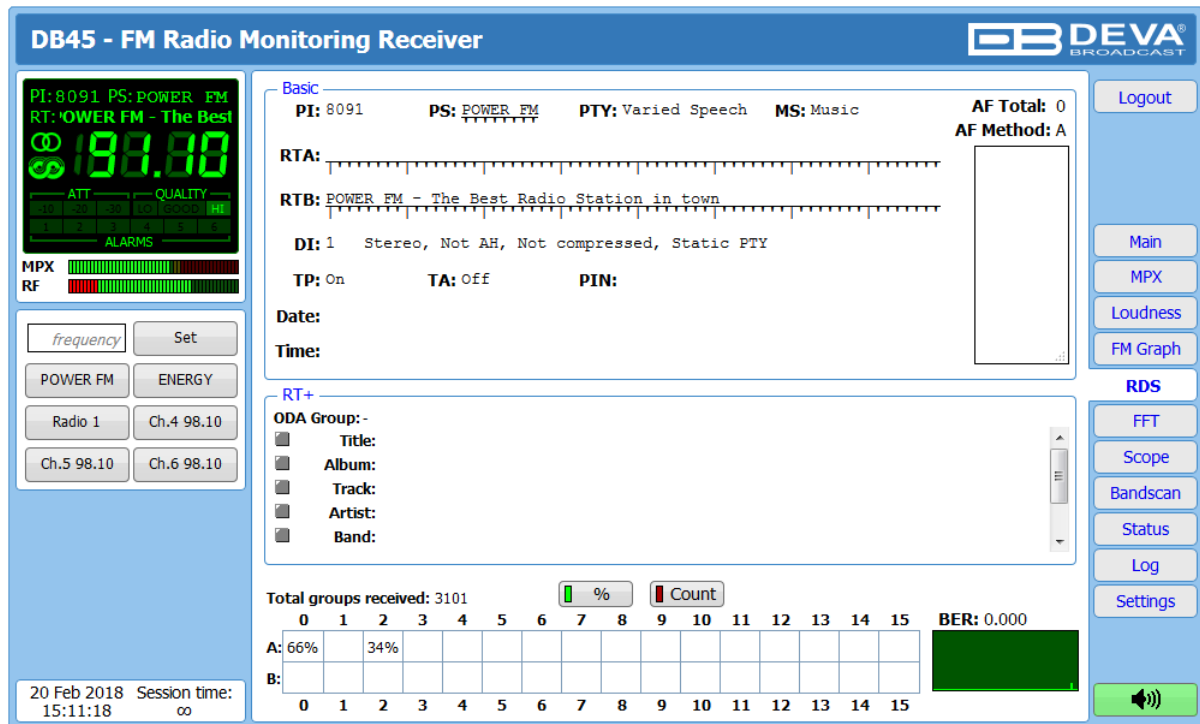 DB45 - FM Radio Monitoring Receiver
DEVA®
BROADCAST
PI:8091 PS:POWER FM
RT:'OWER FM - The Best
91.10
ATT QUALITY
-10 -20 -30 LO GOOD HI
1 2 3 4 5 6
ALARMS
MPX
RF
frequency Set
POWER FM ENERGY
Radio 1 Ch.4 98.10
Ch.5 98.10 Ch.6 98.10
20 Feb 2018 Session time:
15:11:18 ∞
Basic
PI: 8091 PS: POWER FM PTY: Varied Speech MS: Music AF Total: 0
AF Method: A
RTA:
RTB: POWER FM - The Best Radio Station in town
DI: 1 Stereo, Not AH, Not compressed, Static PTY
TP: On TA: Off PIN:
Date:
Time:
RT+
ODA Group: -
Title:
Album:
Track:
Artist:
Band:
Total groups received: 3101 % Count
0 1 2 3 4 5 6 7 8 9 10 11 12 13 14 15 BER: 0.000
A: 66% 34%
B:
0 1 2 3 4 5 6 7 8 9 10 11 12 13 14 15
Logout
Main
MPX
Loudness
FM Graph
RDS
FFT
Scope
Bandscan
Status
Log
Settings